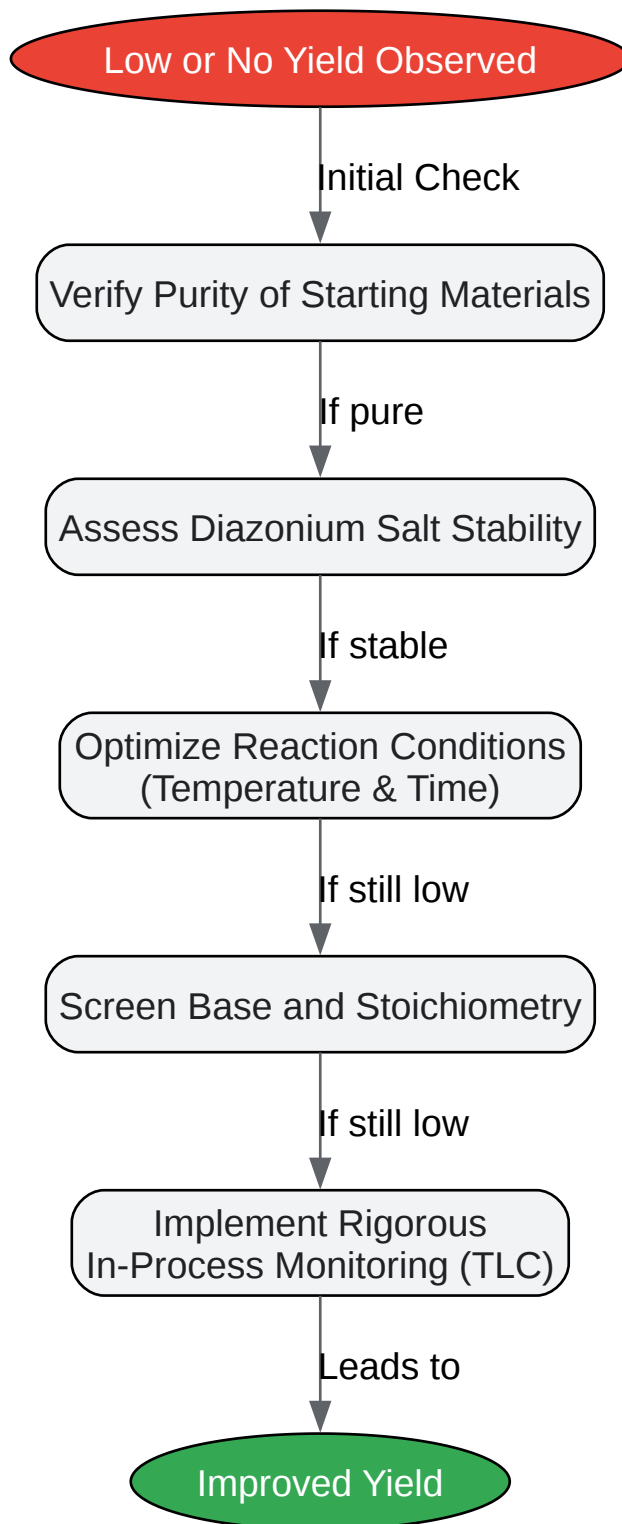 Low or No Yield Observed
Initial Check
Verify Purity of Starting Materials
If pure
Assess Diazonium Salt Stability
If stable
Optimize Reaction Conditions
(Temperature & Time)
If still low
Screen Base and Stoichiometry
If still low
Implement Rigorous
In-Process Monitoring (TLC)
Leads to
Improved Yield